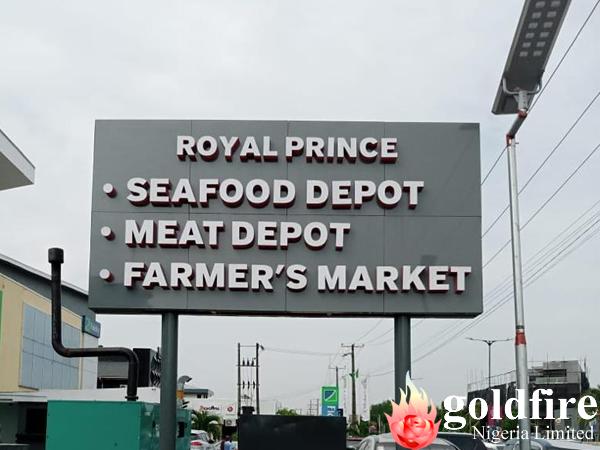 ROYAL PRINCE
• SEAFOOD DEPOT
• MEAT DEPOT
• FARMER'S MARKET
goldfire
Nigeria Limited